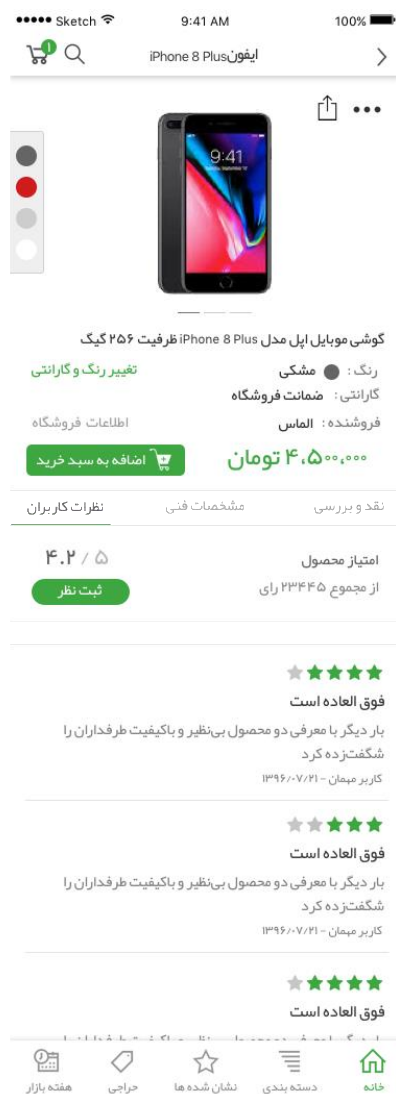 ●●●●● Sketch 9:41 AM 100%
ایفون iPhone 8 Plus
۱
9:41
گوشی موبایل اپل مدل iPhone 8 Plus ظرفیت ۲۵۶ گیگ
رنگ : مشکی تغییر رنگ و گارانتی
گارانتی : ضمانت فروشگاه
فروشنده : الماس اطلاعات فروشگاه
۴،۵۰۰،۰۰۰ تومان اضافه به سبد خرید
نقد و بررسی مشخصات فنی نظرات کاربران
امتیاز محصول ۴.۲ / ۵
از مجموع ۲۳۴۴۵ رای ثبت نظر
فوق العاده است
بار دیگر با معرفی دو محصول بی‌نظیر و باکیفیت طرفداران را
شگفت‌زده کرد
کاربر مهمان - ۱۳۹۶/۰۷/۲۱
فوق العاده است
بار دیگر با معرفی دو محصول بی‌نظیر و باکیفیت طرفداران را
شگفت‌زده کرد
کاربر مهمان - ۱۳۹۶/۰۷/۲۱
فوق العاده است
خانه دسته بندی نشان شده ها حراجی هفته بازار